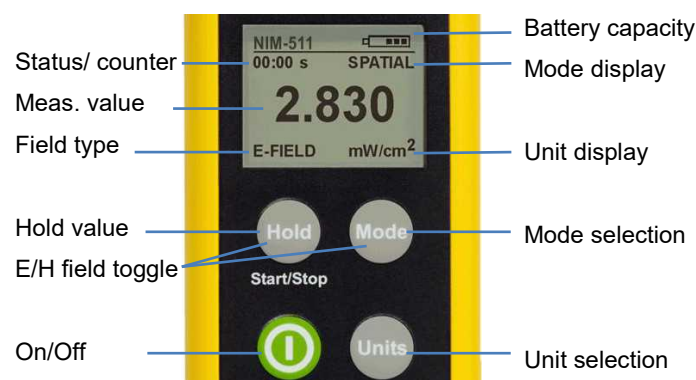 Battery capacity
NIM-511
Status/ counter
00:00 s
SPATIAL
Mode display
Meas. value
2.830
Field type
E-FIELD
mW/cm²
Unit display
Hold value
Hold
Mode
Mode selection
E/H field toggle
Start/Stop
On/Off
Units
Unit selection